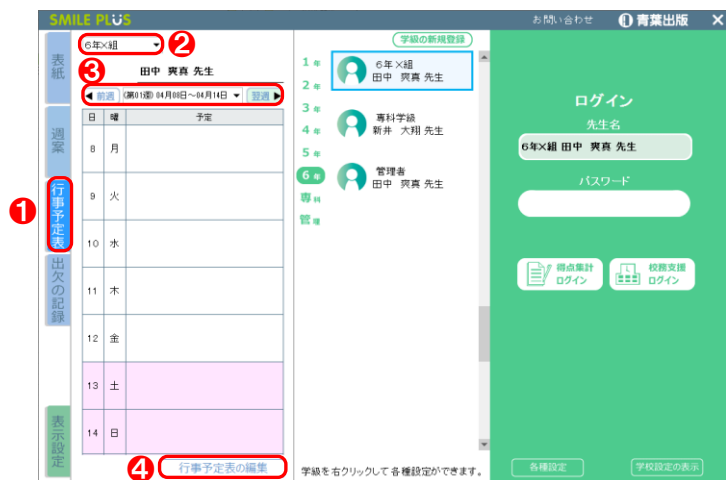 SMILE PLUS
お問い合わせ
青葉出版
×
表紙
週案
行事予定表
出欠の記録
表示設定
1
2
3
4
6年×組
田中 爽真 先生
前週
(第01週) 04月08日～04月14日
翌週
日 曜 予定
8 月
9 火
10 水
11 木
12 金
13 土
14 日
行事予定表の編集
学級の新規登録
1年
2年
3年
4年
5年
6年
専科
管理
6年×組
田中 爽真 先生
専科学級
新井 大翔 先生
管理者
田中 爽真 先生
学級を右クリックして各種設定ができます。
ログイン
先生名
6年×組 田中 爽真 先生
パスワード
得点集計
ログイン
校務支援
ログイン
各種設定
学校設定の表示